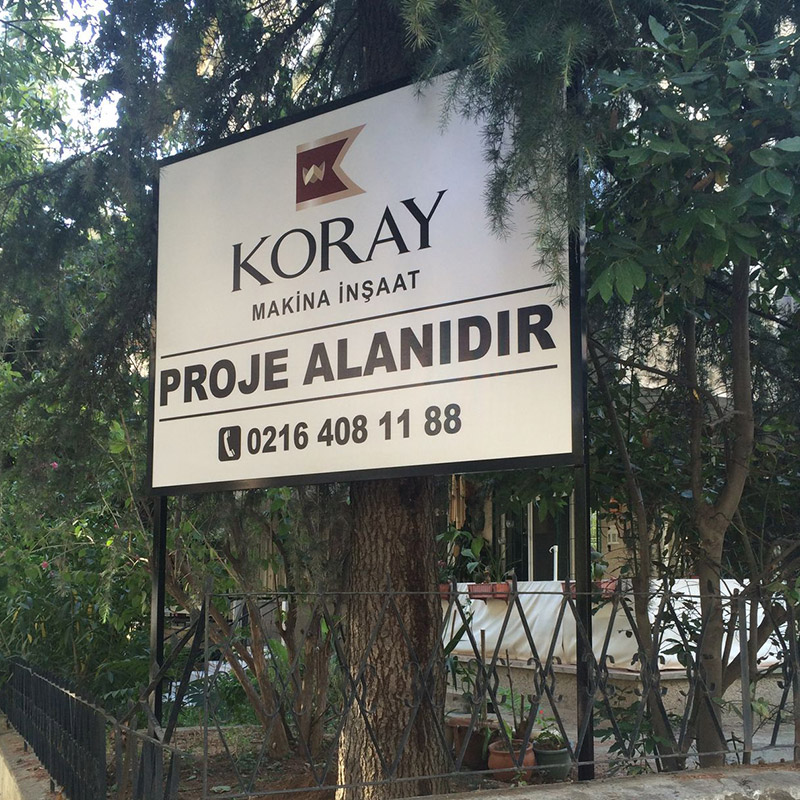 KORAY
MAKİNA İNŞAAT
PROJE ALANIDIR
0216 408 11 88